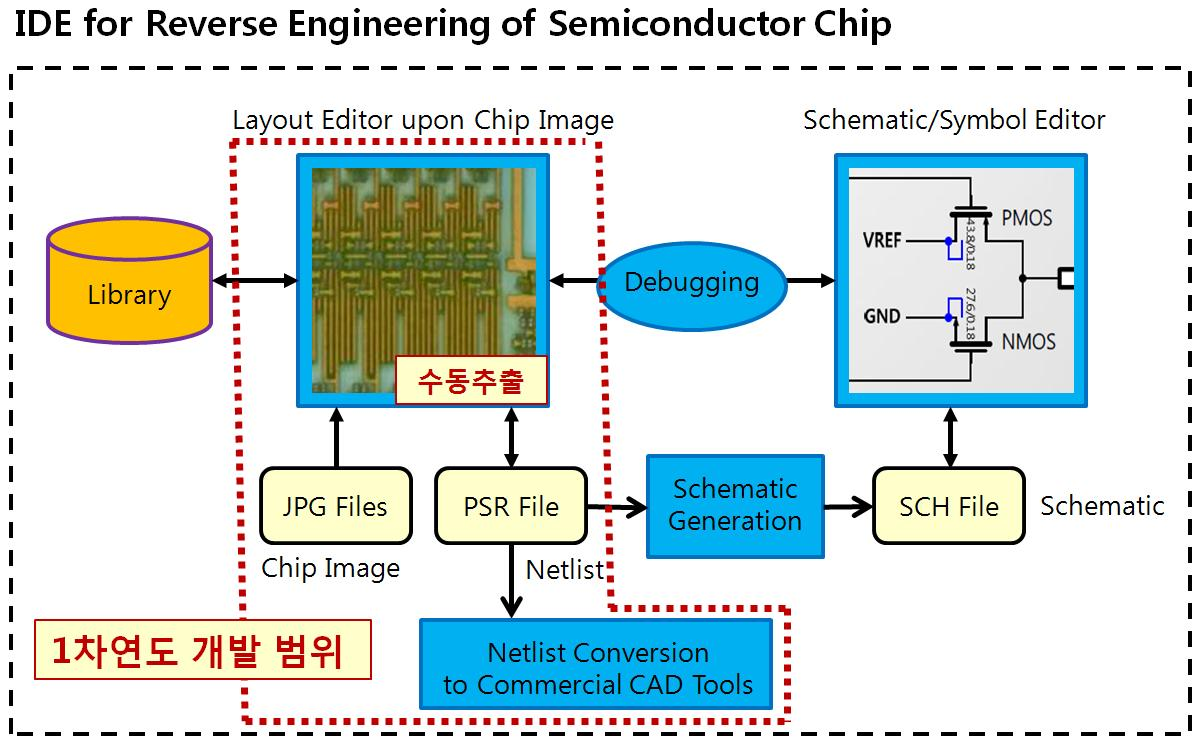 IDE for Reverse Engineering of Semiconductor Chip
Layout Editor upon Chip Image
Schematic/Symbol Editor
Library
수동추출
Debugging
VREF
43.8/0.18
PMOS
GND
27.6/0.18
NMOS
JPG Files
Chip Image
PSR File
Netlist
Schematic
Generation
SCH File
Schematic
1차연도 개발 범위
Netlist Conversion
to Commercial CAD Tools